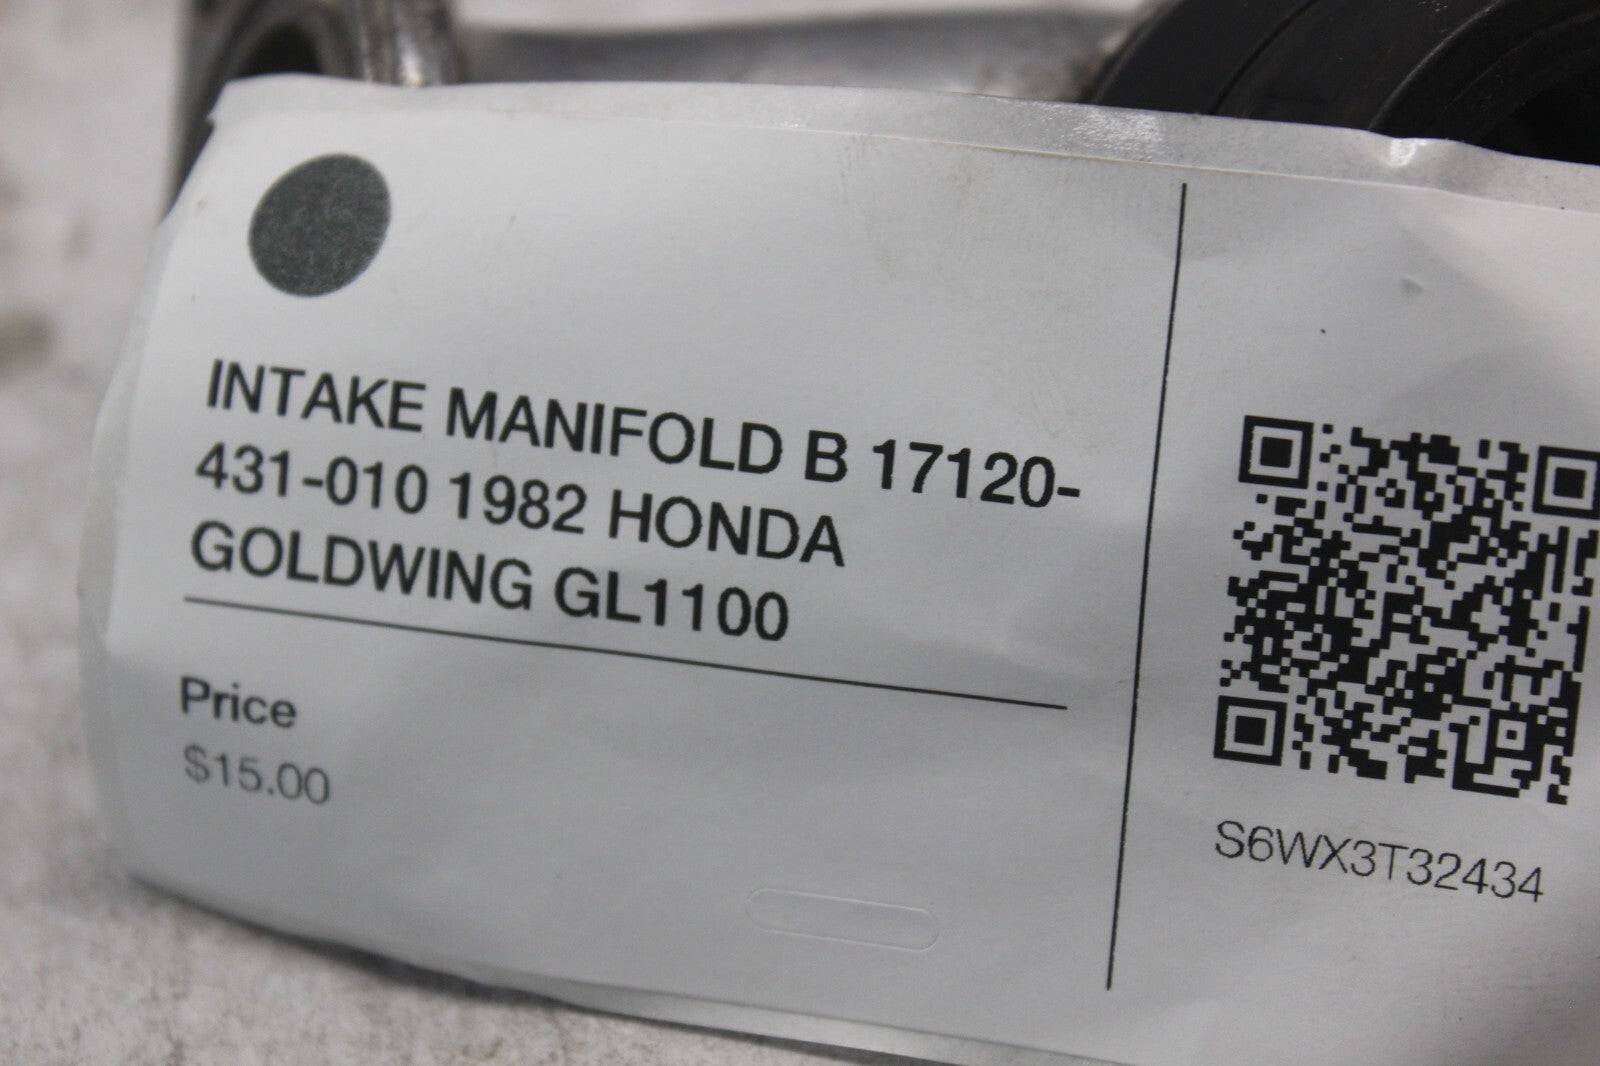 INTAKE MANIFOLD B 17120-
431-010 1982 HONDA
GOLDWING GL1100
Price
$15.00
S6WX3T32434